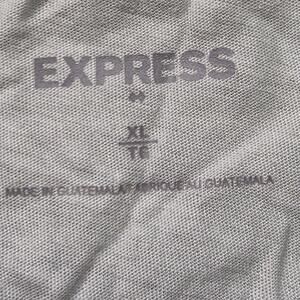 EXPRESS
XL
TG
MADE IN GUATEMALA/FABRIQUÉ AU GUATEMALA